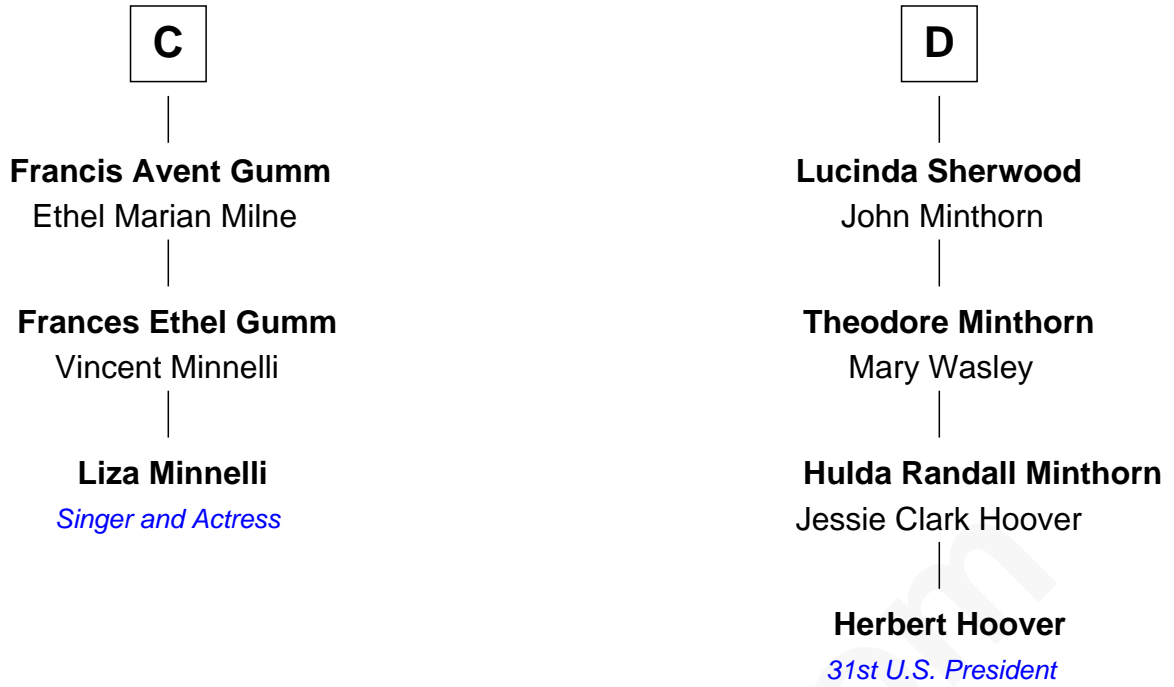 C
Francis Avent Gumm
Ethel Marian Milne
Frances Ethel Gumm
Vincent Minnelli
Liza Minnelli
Singer and Actress
D
Lucinda Sherwood
John Minthorn
Theodore Minthorn
Mary Wasley
Hulda Randall Minthorn
Jessie Clark Hoover
Herbert Hoover
31st U.S. President